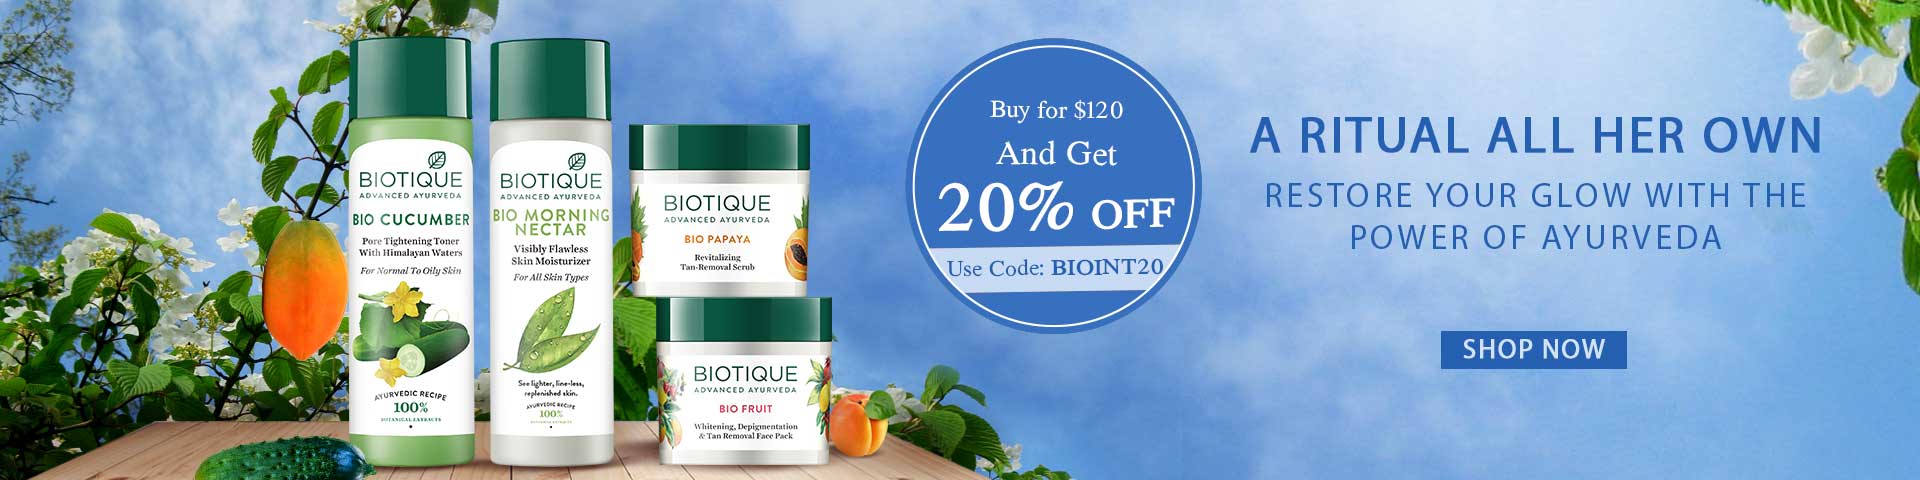 BIOTIQUE
ADVANCED AYURVEDA
BIO CUCUMBER
Pore Tightening Toner
With Himalayan Waters
For Normal To Oily Skin
AYURVEDIC RECIPE
100%
BOTANICAL EXTRACTS
BIOTIQUE
ADVANCED AYURVEDA
BIO MORNING
NECTAR
Visibly Flawless
Skin Moisturizer
For All Skin Types
See lighter, line-less,
replenished skin.
AYURVEDIC RECIPE
100%
BOTANICAL EXTRACTS
BIOTIQUE
ADVANCED AYURVEDA
BIO PAPAYA
Revitalizing
Tan-Removal Scrub
BIOTIQUE
ADVANCED AYURVEDA
BIO FRUIT
Whitening, Depigmentation
& Tan Removal Face Pack
Buy for $120
And Get
20% OFF
Use Code: BIOINT20
A RITUAL ALL HER OWN
RESTORE YOUR GLOW WITH THE
POWER OF AYURVEDA
SHOP NOW